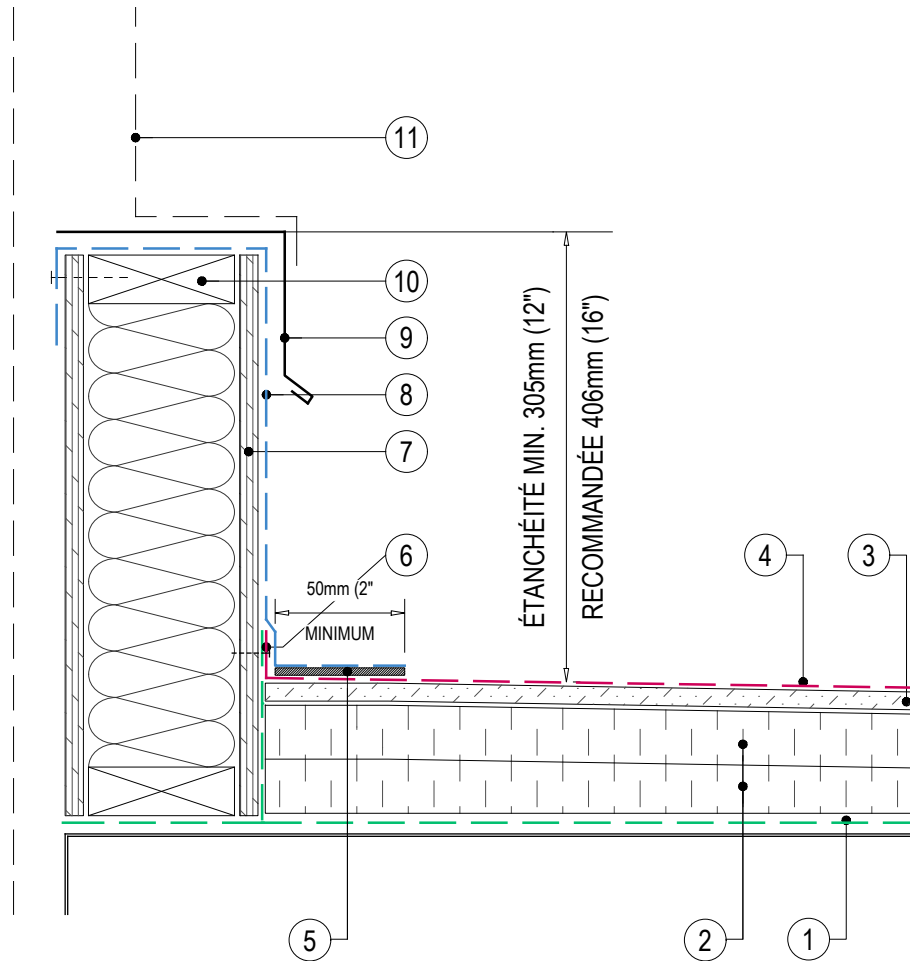 11
10
9
8
7
6
50mm (2"
MINIMUM
ÉTANCHÉITÉ MIN. 305mm (12")
RECOMMANDÉE 406mm (16")
4
3
5
2
1